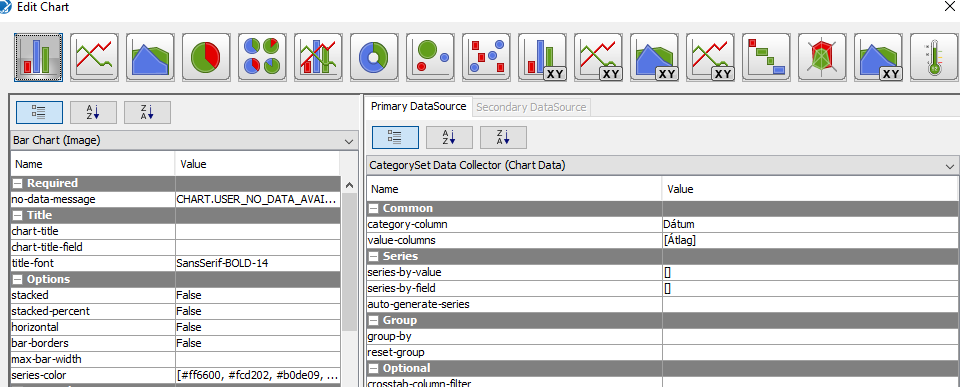 Edit Chart
XY XY XY XY XY
A Z Z A
Bar Chart (Image)
Name Value
Required
no-data-message CHART.USER_NO_DATA_AVAI...
Title
chart-title
chart-title-field
title-font SansSerif-BOLD-14
Options
stacked False
stacked-percent False
horizontal False
bar-borders False
max-bar-width
series-color [#ff6600, #fcd202, #b0de09, ...
Primary DataSource Secondary DataSource
A Z Z A
CategorySet Data Collector (Chart Data)
Name Value
Common
category-column Dátum
value-columns [Átlag]
Series
series-by-value []
series-by-field []
auto-generate-series
Group
group-by
reset-group
Optional
crosstab-column-filter